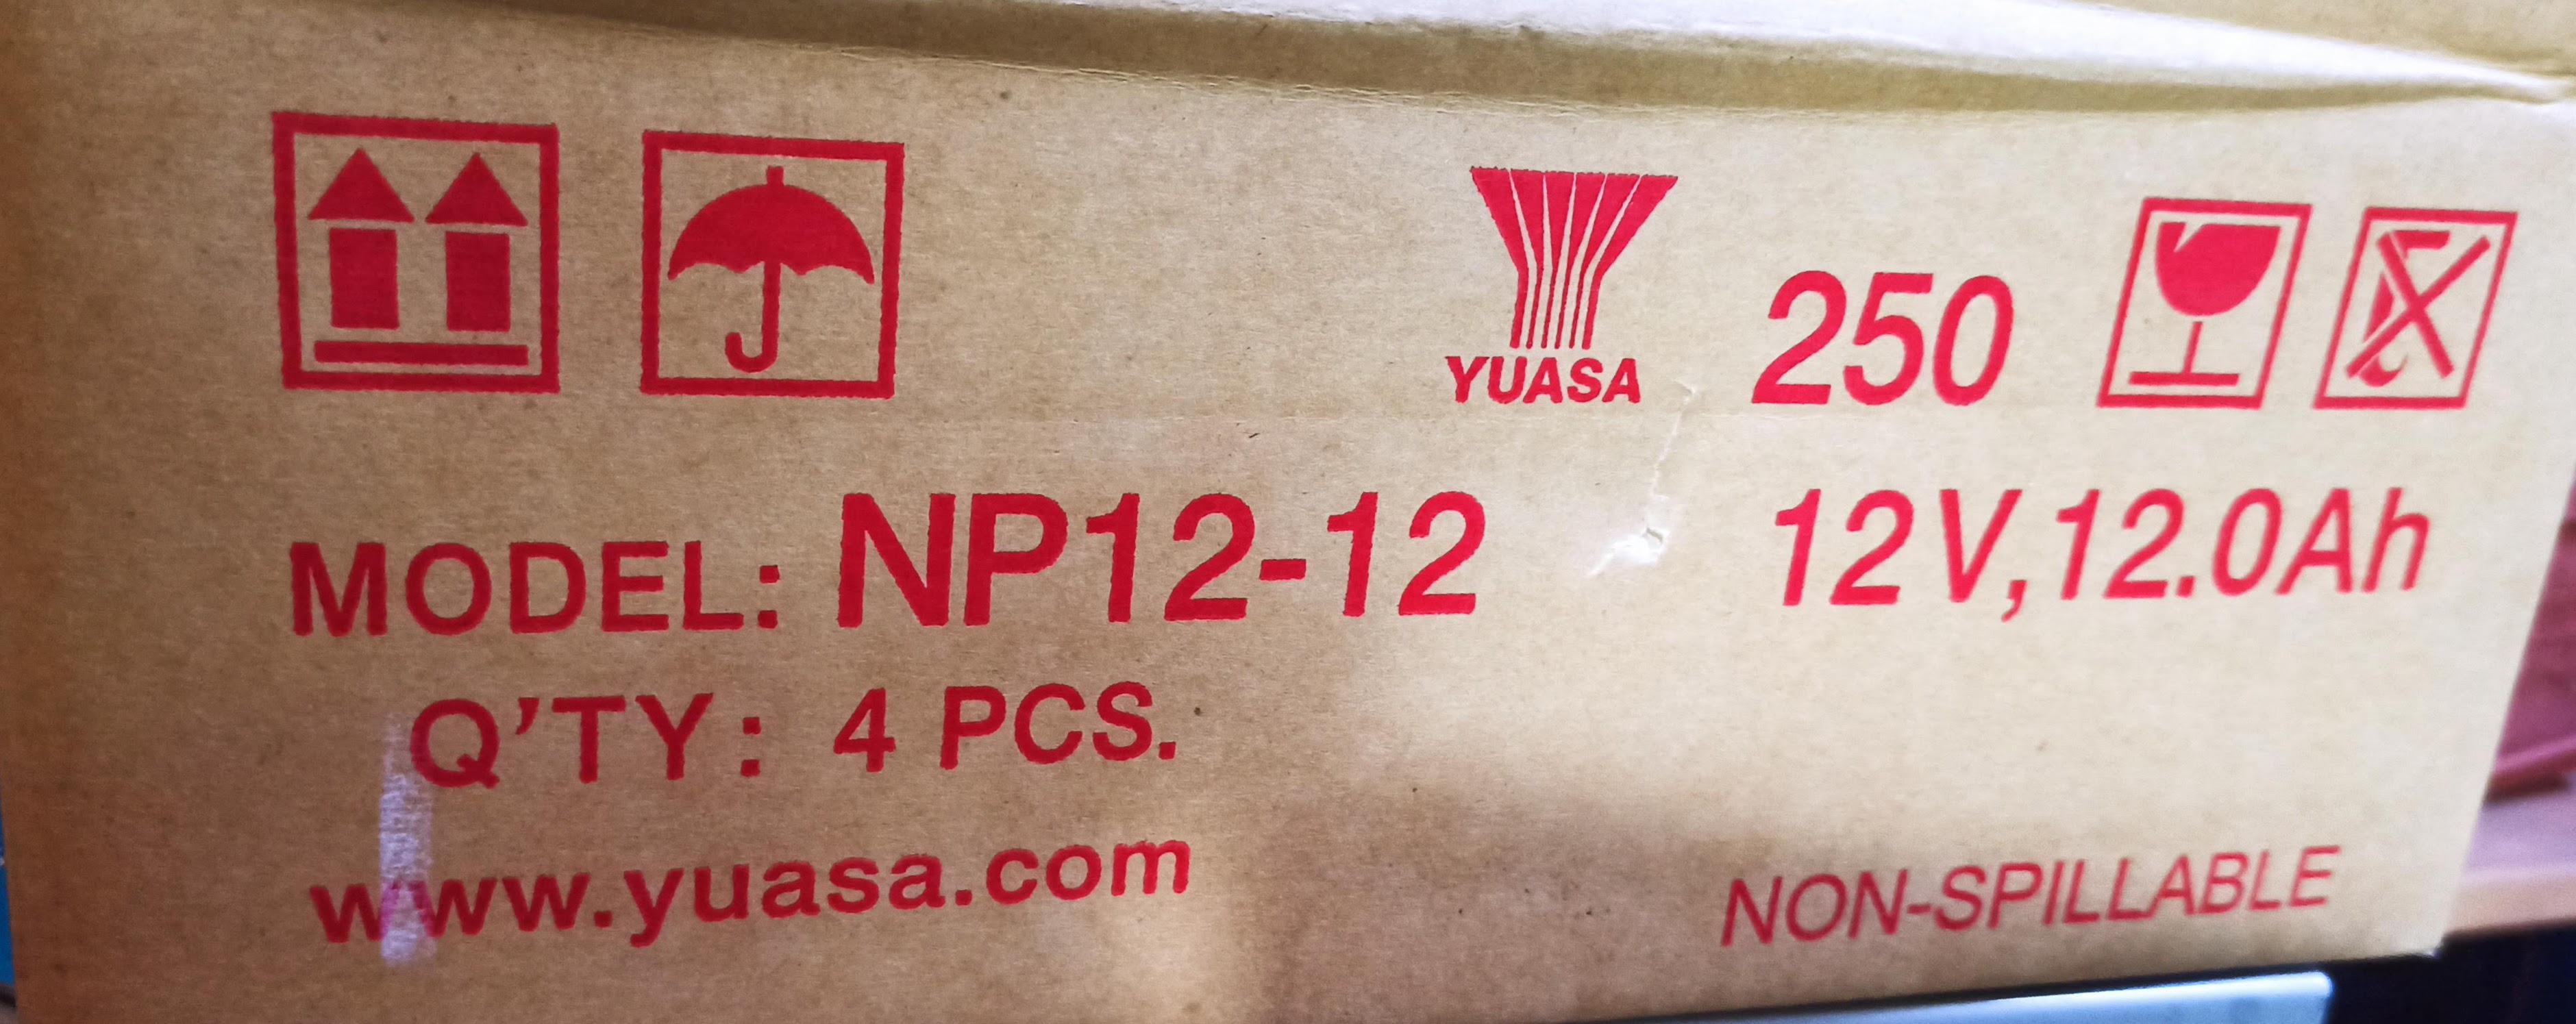 YUASA
250
MODEL: NP12-12
12V,12.0Ah
Q'TY: 4 PCS.
www.yuasa.com
NON-SPILLABLE